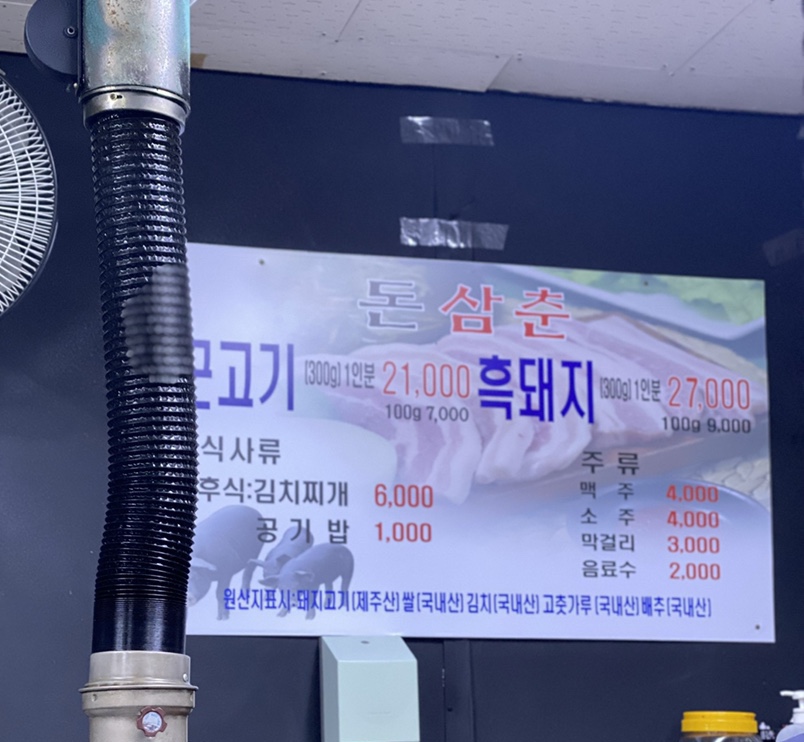 돈삼춘
근고기 (300g) 1인분 21,000 흑돼지 (300g) 1인분 27,000
100g 7,000 100g 9,000
식사류
후식:김치찌개 6,000
공기밥 1,000
주류
맥주 4,000
소주 4,000
막걸리 3,000
음료수 2,000
원산지표시:돼지고기(제주산) 쌀(국내산) 김치(국내산) 고춧가루(국내산) 배추(국내산)